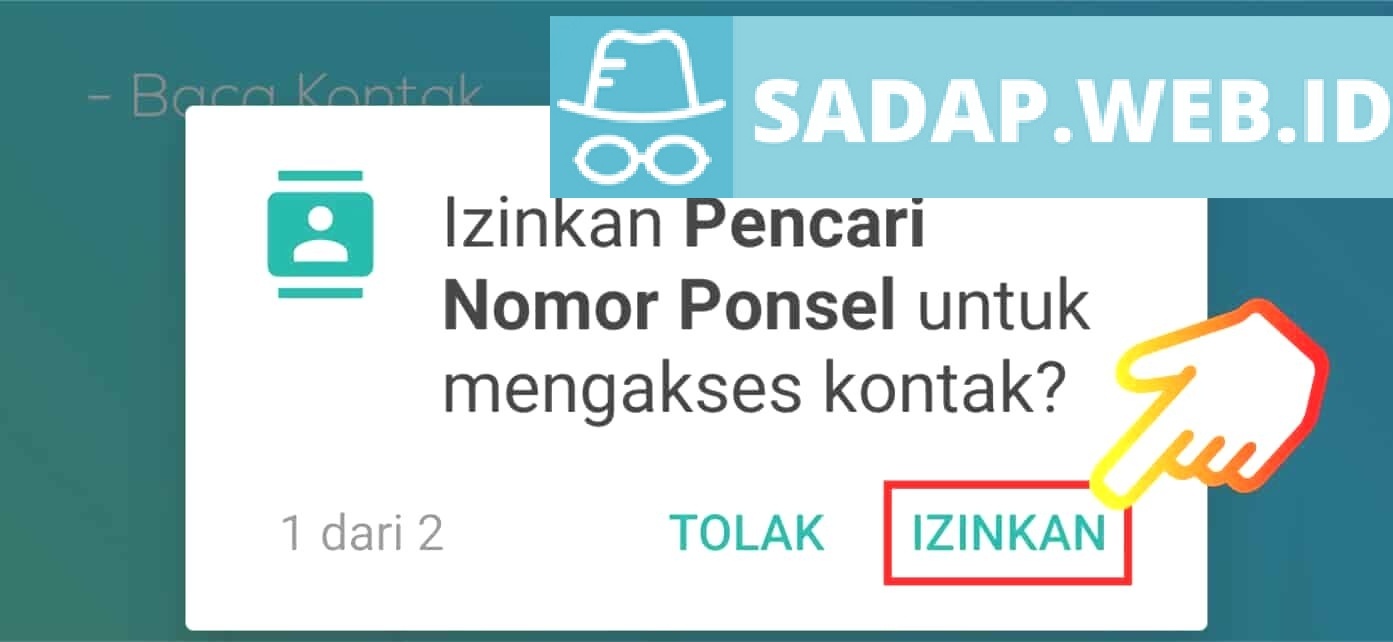 - Baca Kontak
SADAP.WEB.ID
Izinkan Pencari
Nomor Ponsel untuk
mengakses kontak?
1 dari 2
TOLAK
IZINKAN